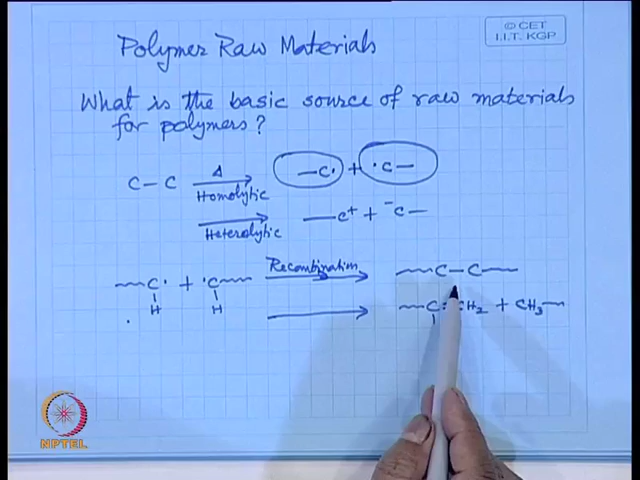 © CET
I.I.T. KGP
Polymer Raw Materials
What is the basic source of raw materials
for polymers?
C — C Δ Homolytic —C· + ·C—
Heterolytic —C⁺ + ⁻C—
C· + ·C Recombination C—C
H H
C CH₂ + CH₃
NPTEL